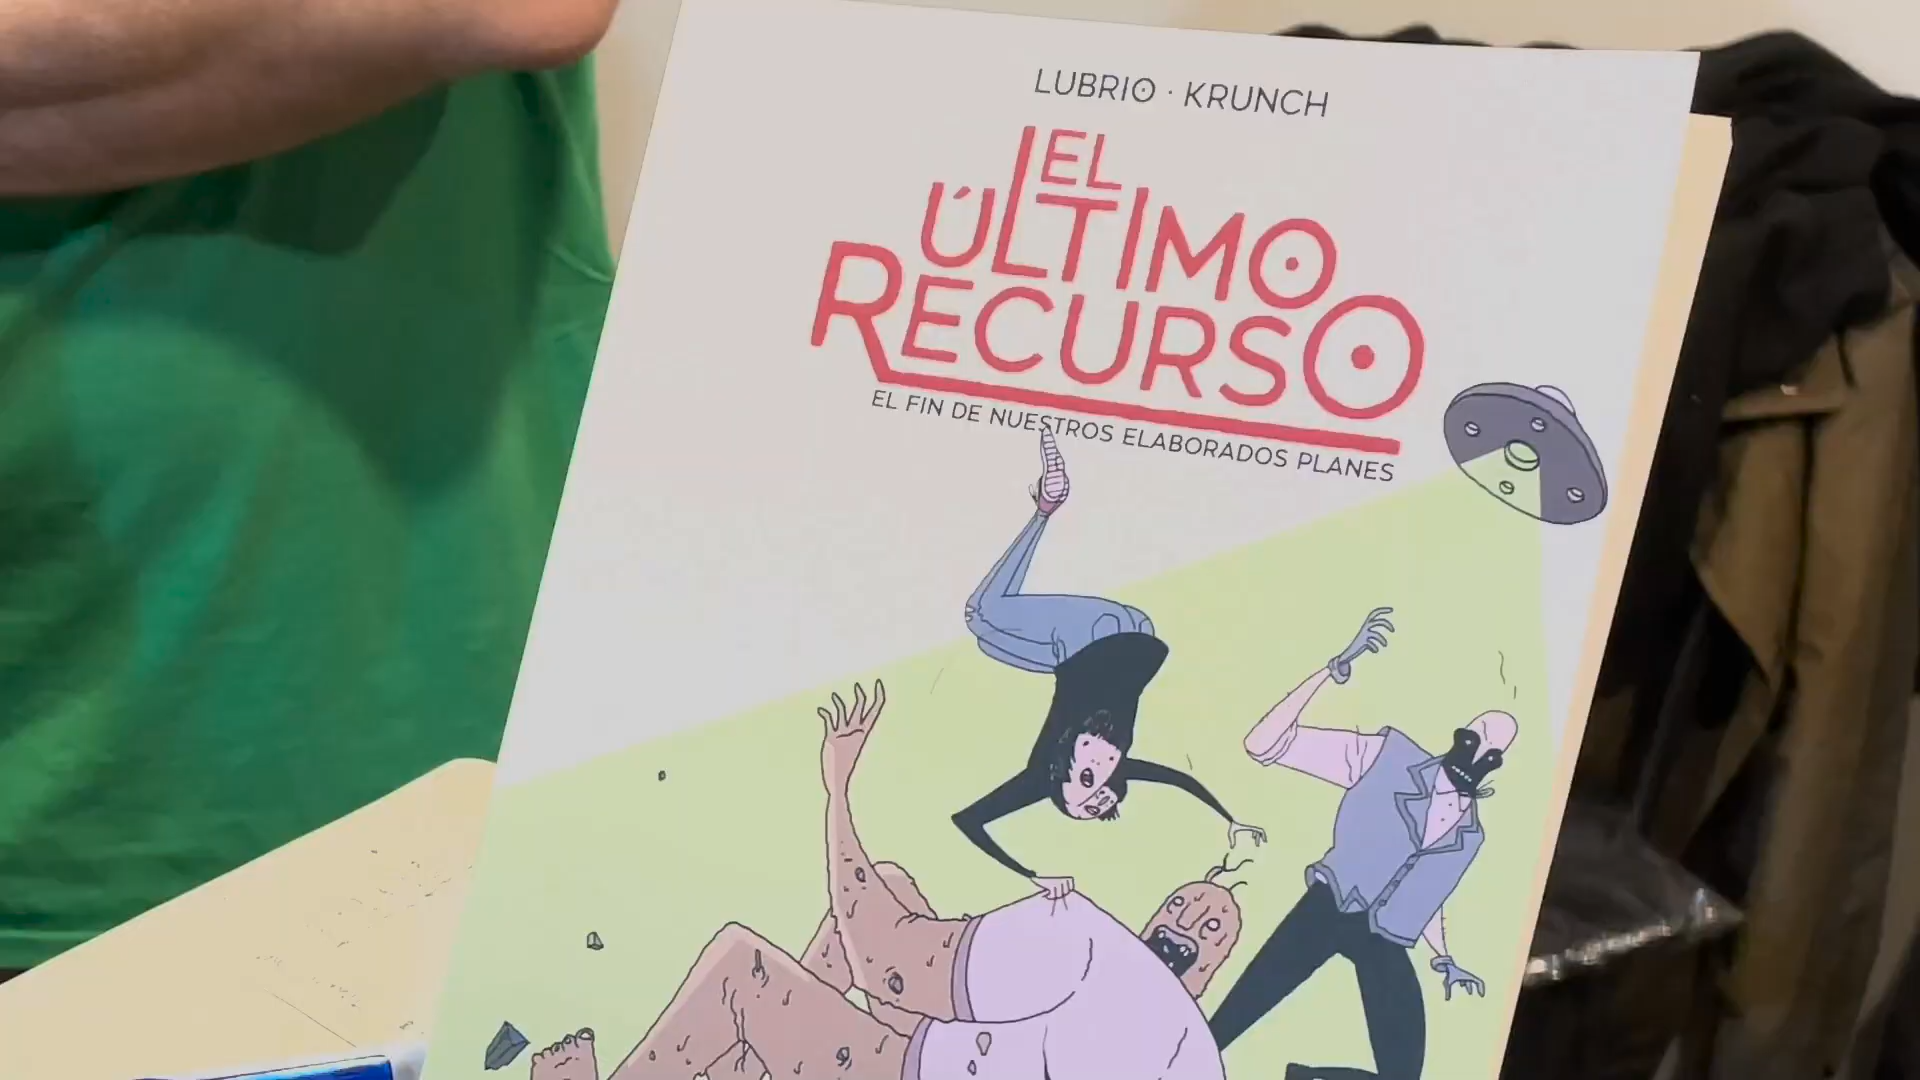 LUBRIO · KRUNCH
EL
ÚLTIMO
RECURSO
EL FIN DE NUESTROS ELABORADOS PLANES